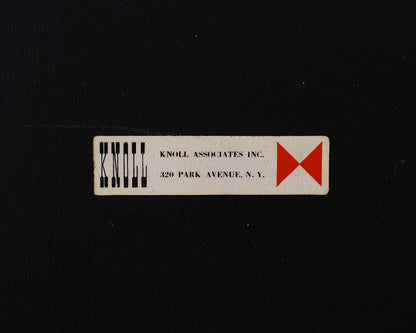 KNOLL
KNOLL ASSOCIATES INC.
320 PARK AVENUE, N. Y.